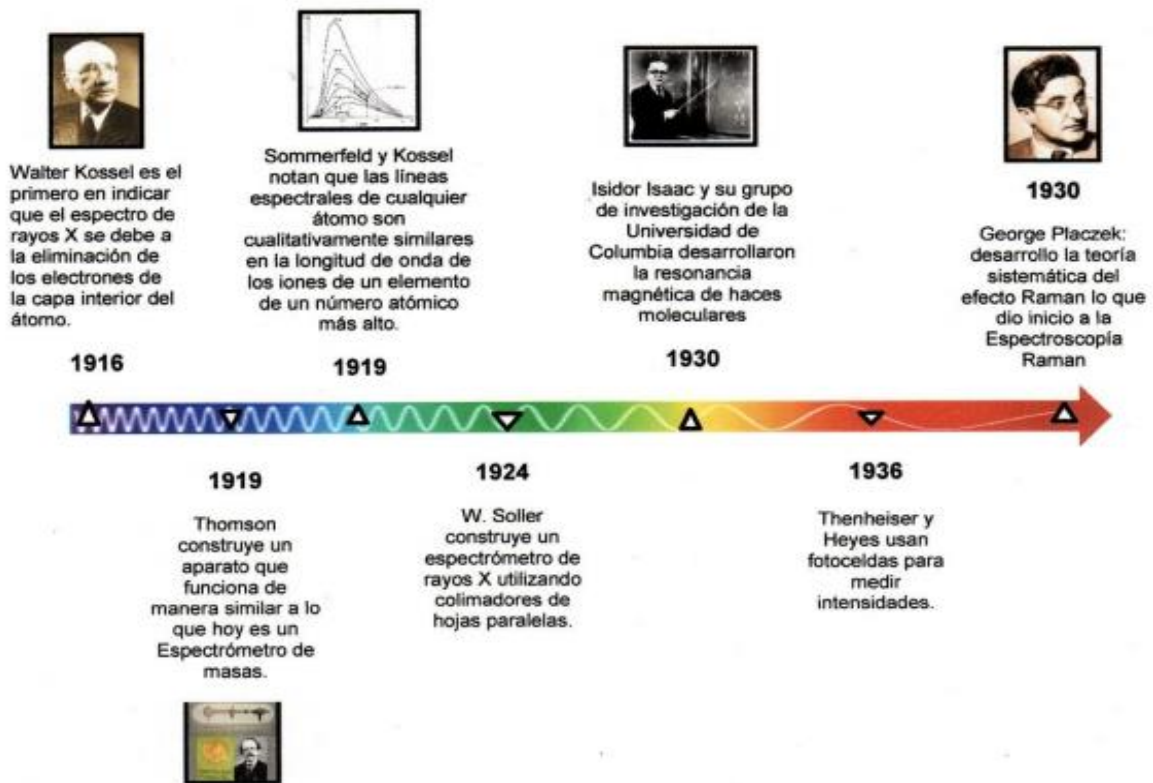 Walter Kossel es el
primero en indicar
que el espectro de
rayos X se debe a
la eliminación de
los electrones de
la capa interior del
átomo.
1916
Sommerfeld y Kossel
notan que las líneas
espectrales de cualquier
átomo son
cualitativamente similares
en la longitud de onda de
los iones de un elemento
de un número atómico
más alto.
1919
Isidor Isaac y su grupo
de investigación de la
Universidad de
Columbia desarrollaron
la resonancia
magnética de haces
moleculares
1930
1930
George Płaczek:
desarrollo la teoría
sistemática del
efecto Raman lo que
dio inicio a la
Espectroscopía
Raman
1919
Thomson
construye un
aparato que
funciona de
manera similar a lo
que hoy es un
Espectrómetro de
masas.
1924
W. Soller
construye un
espectrómetro de
rayos X utilizando
colimadores de
hojas paralelas.
1936
Thenheiser y
Heyes usan
fotoceldas para
medir
intensidades.